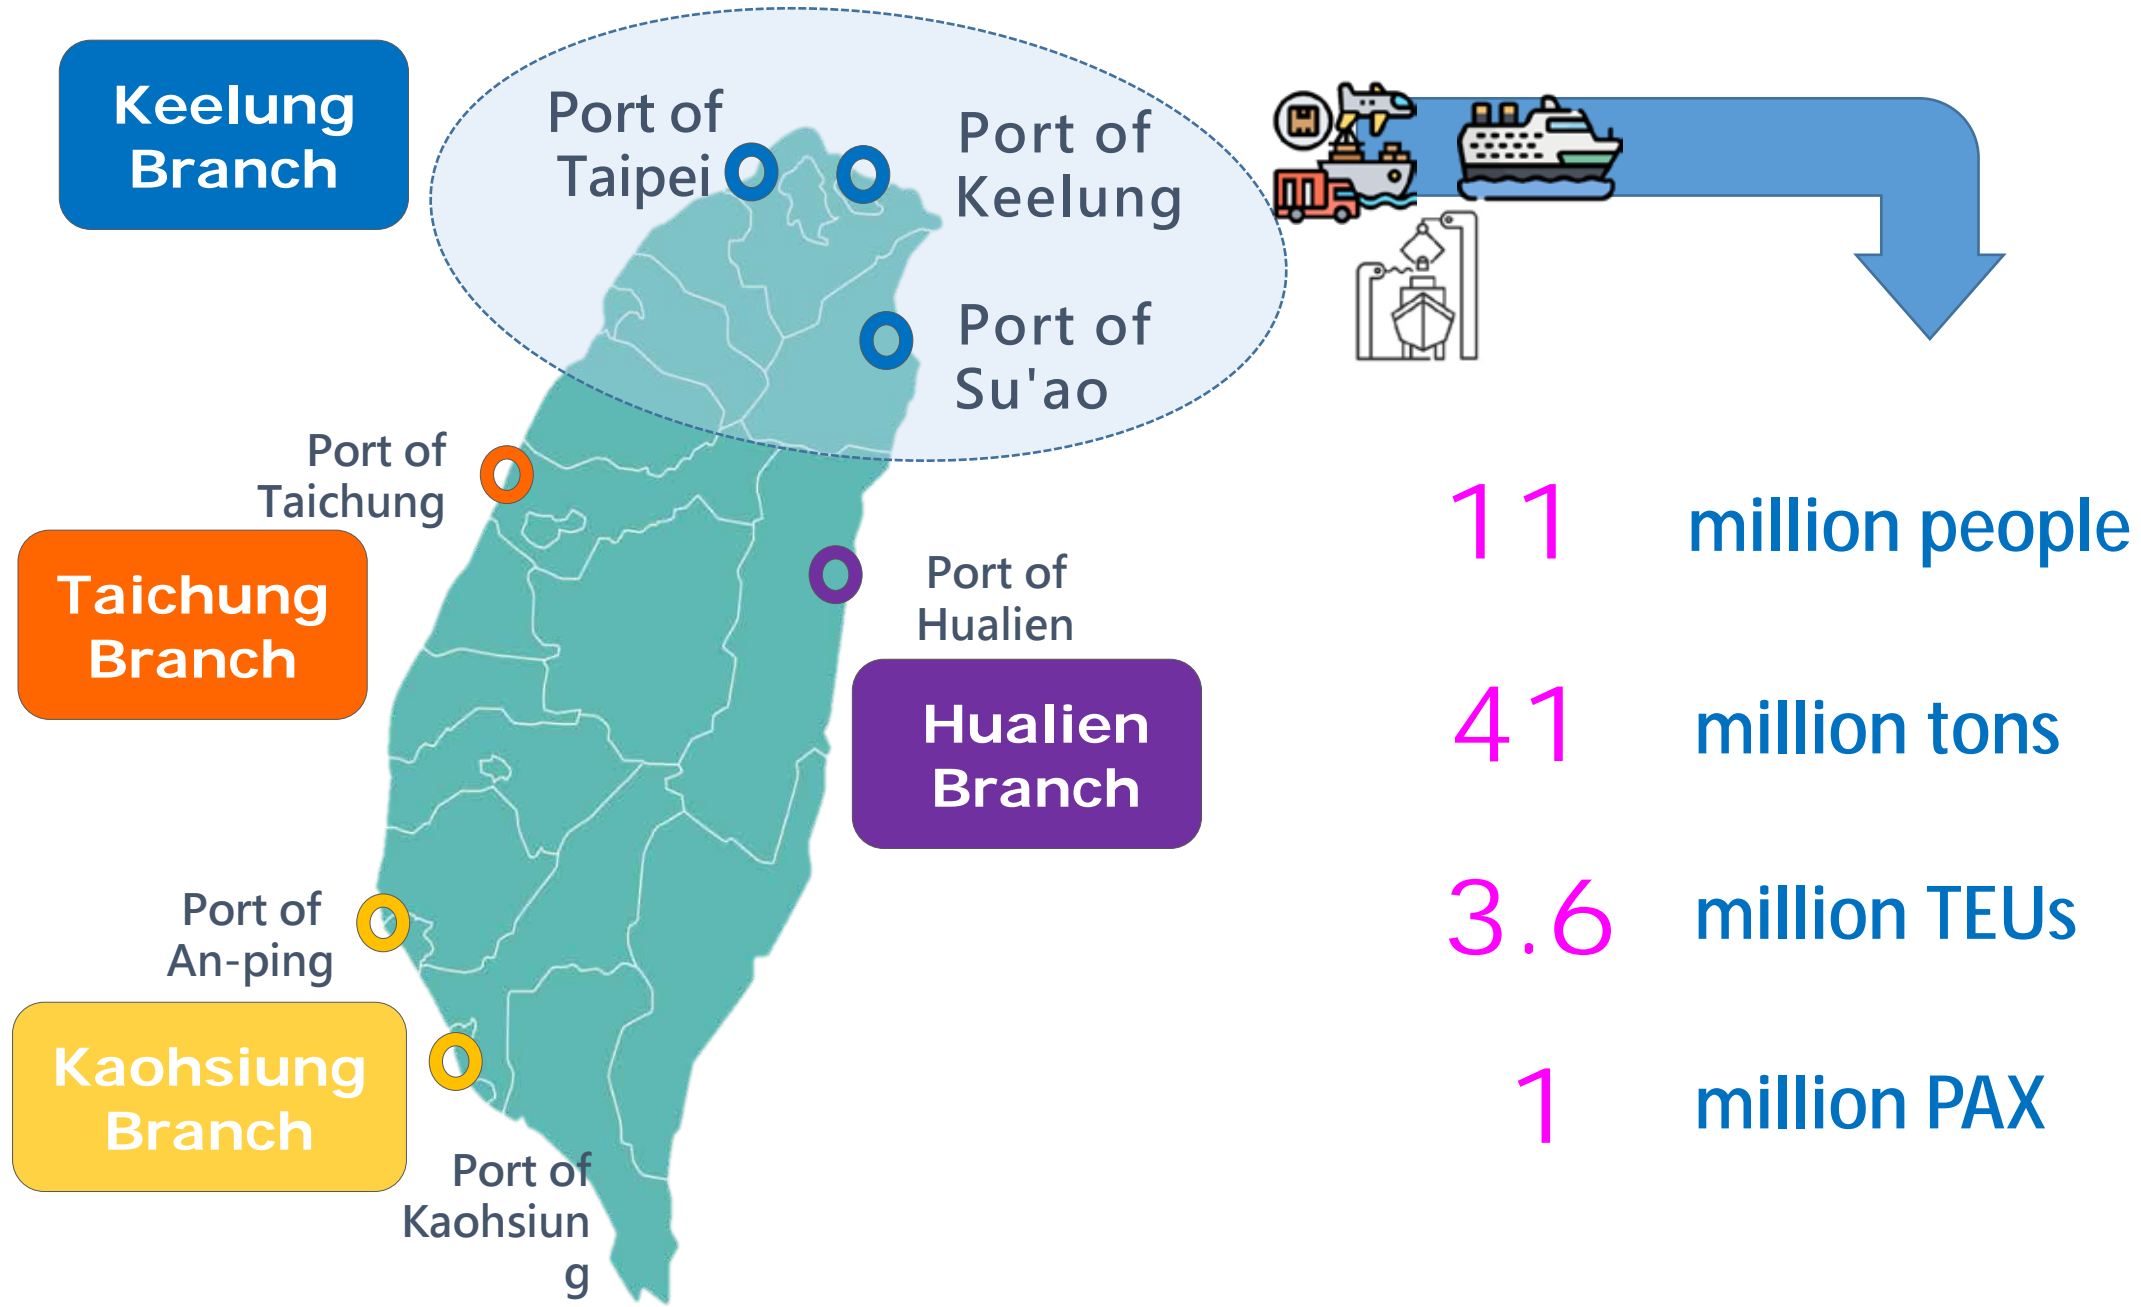 Keelung
Branch
Port of
Taipei
Port of
Keelung
Port of
Su'ao
Port of
Taichung
Taichung
Branch
Port of
Hualien
Hualien
Branch
Port of
An-ping
Kaohsiung
Branch
Port of
Kaohsiun
g
11 million people
41 million tons
3.6 million TEUs
1 million PAX